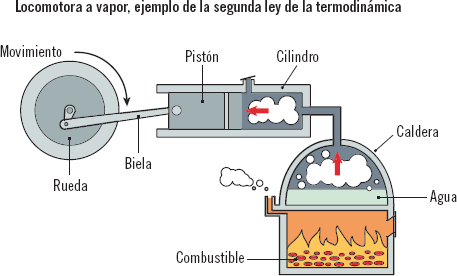 Locomotora a vapor, ejemplo de la segunda ley de la termodinámica
Movimiento
Pistón
Cilindro
Caldera
Biela
Rueda
Agua
Combustible